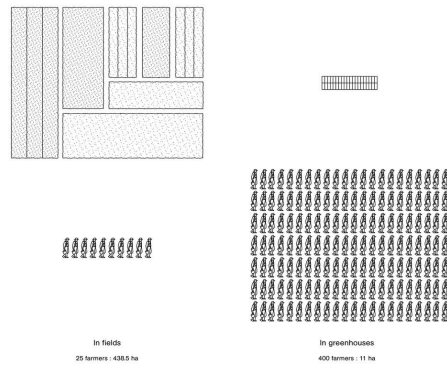 In fields
25 farmers : 438.5 ha
In greenhouses
400 farmers : 11 ha